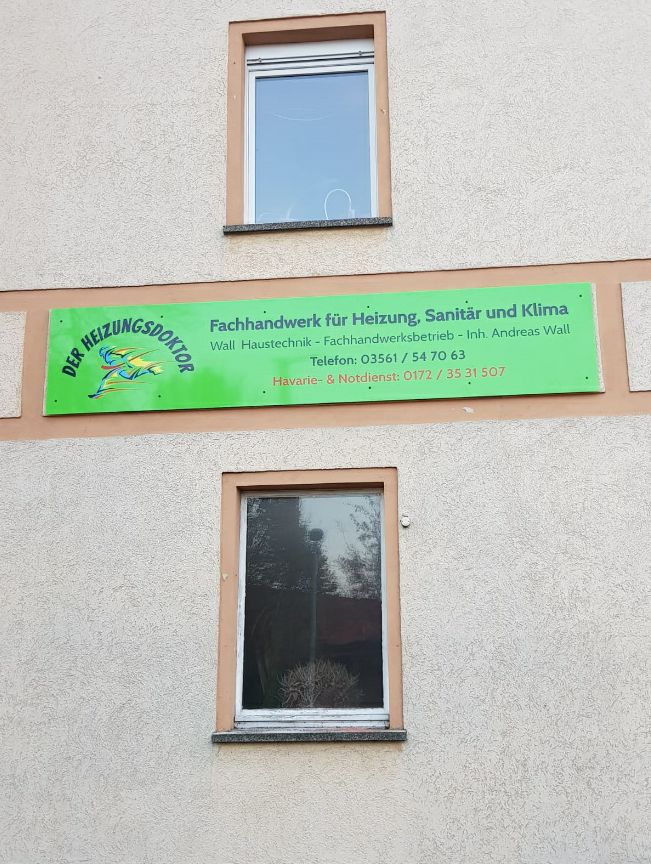 DER HEIZUNGSDOKTOR
Fachhandwerk für Heizung, Sanitär und Klima
Wall Haustechnik - Fachhandwerksbetrieb - Inh. Andreas Wall
Telefon: 03561 / 54 70 63
Havarie- & Notdienst: 0172 / 35 31 507